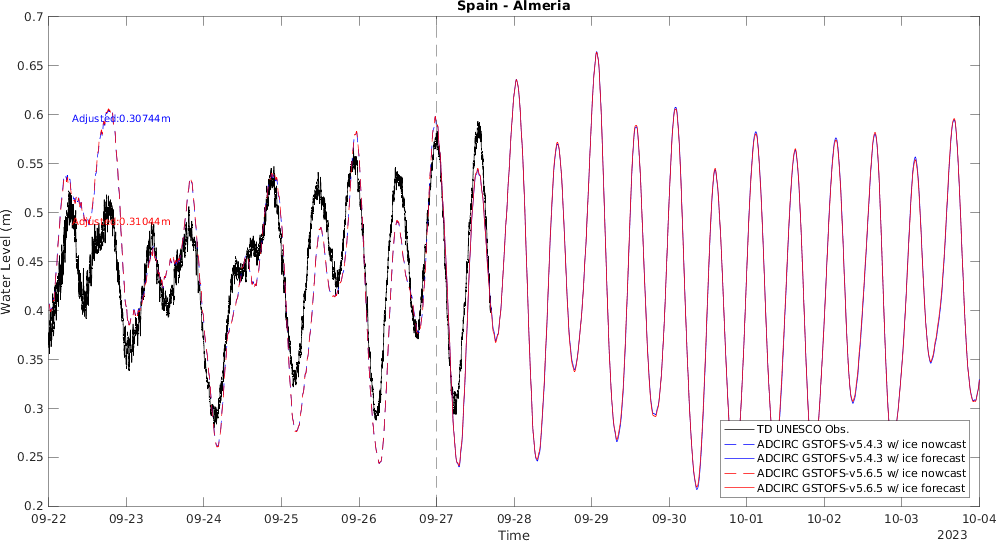 Spain - Almeria
0.7
0.65
0.6
0.55
0.5
0.45
0.4
0.35
0.3
0.25
0.2
Water Level (m)
Adjusted:0.30744m
Adjusted:0.31044m
TD UNESCO Obs.
ADCIRC GSTOFS-v5.4.3 w/ ice nowcast
ADCIRC GSTOFS-v5.4.3 w/ ice forecast
ADCIRC GSTOFS-v5.6.5 w/ ice nowcast
ADCIRC GSTOFS-v5.6.5 w/ ice forecast
09-22 09-23 09-24 09-25 09-26 09-27 09-28 09-29 09-30 10-01 10-02 10-03 10-04
Time
2023